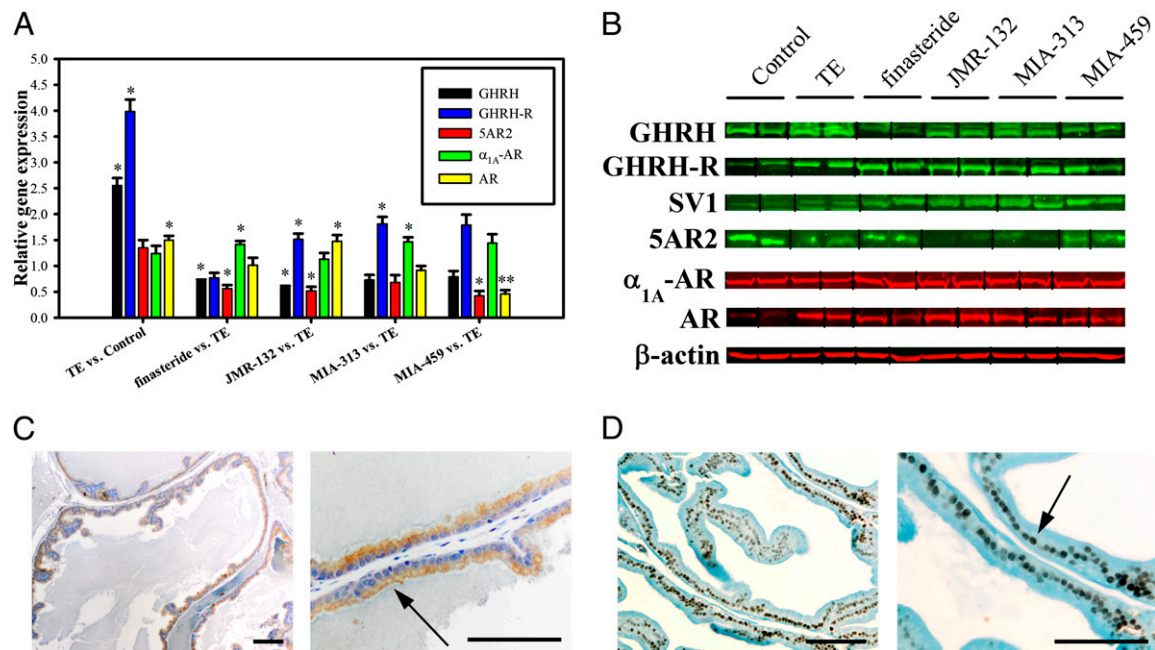 A
Relative gene expression
5.0
4.5
4.0
3.5
3.0
2.5
2.0
1.5
1.0
0.5
0.0
* * *
* * * *
* * * *
* *
* **
GHRH
GHRH-R
5AR2
α1A-AR
AR
TE vs. Control
finasteride vs. TE
JMR-132 vs. TE
MIA-313 vs. TE
MIA-459 vs. TE
B
Control
TE
finasteride
JMR-132
MIA-313
MIA-459
GHRH
GHRH-R
SV1
5AR2
α1A-AR
AR
β-actin
C
D